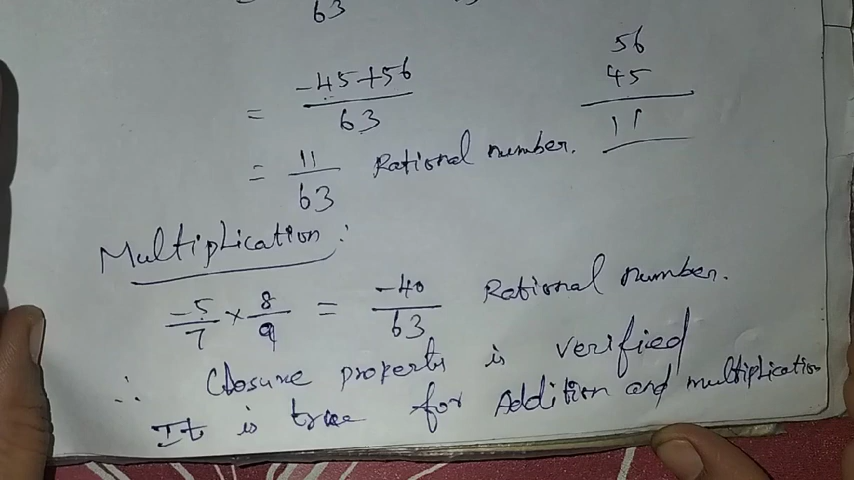 63
56
45
11
= -45+56/63
= 11/63 Rational number.
Multiplication:
-5/7 × 8/9 = -40/63 Rational number.
∴ Closure property is verified
It is true for Addition and multiplication